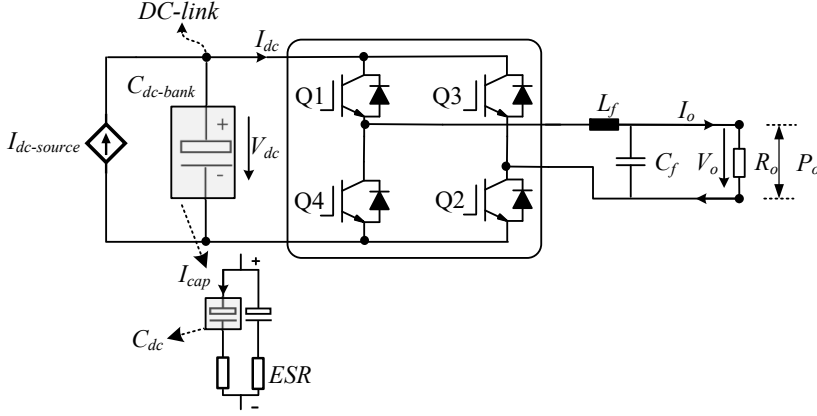 DC-link
I_dc
C_dc-bank
Q1
Q3
L_f
I_o
I_dc-source
+
-
V_dc
C_f
V_o
R_o
P_o
Q4
Q2
I_cap
+
C_dc
ESR
-